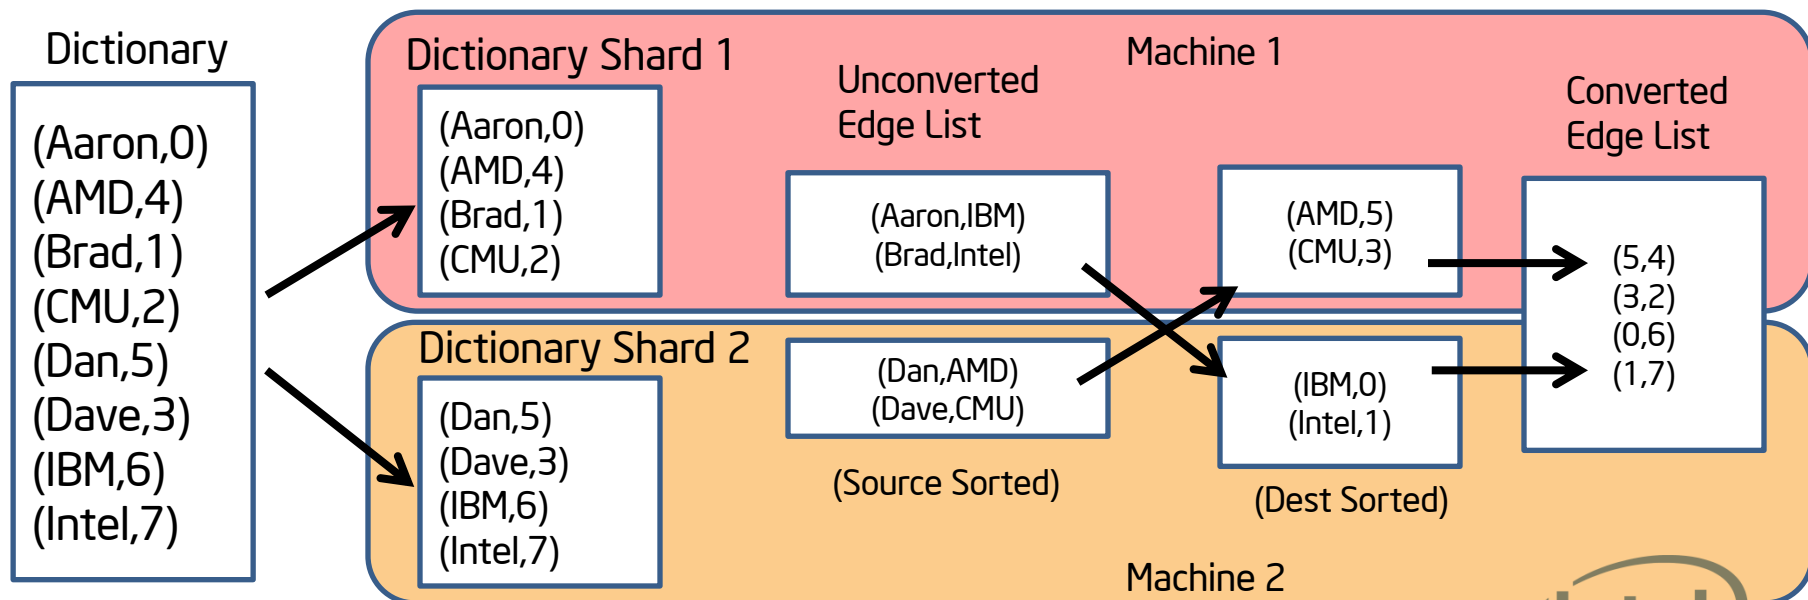 Dictionary
(Aaron,0)
(AMD,4)
(Brad,1)
(CMU,2)
(Dan,5)
(Dave,3)
(IBM,6)
(Intel,7)
Machine 1
Dictionary Shard 1
(Aaron,0)
(AMD,4)
(Brad,1)
(CMU,2)
Unconverted
Edge List
(Aaron,IBM)
(Brad,Intel)
(AMD,5)
(CMU,3)
Converted
Edge List
(5,4)
(3,2)
(0,6)
(1,7)
Dictionary Shard 2
(Dan,5)
(Dave,3)
(IBM,6)
(Intel,7)
(Dan,AMD)
(Dave,CMU)
(Source Sorted)
(IBM,0)
(Intel,1)
(Dest Sorted)
Machine 2